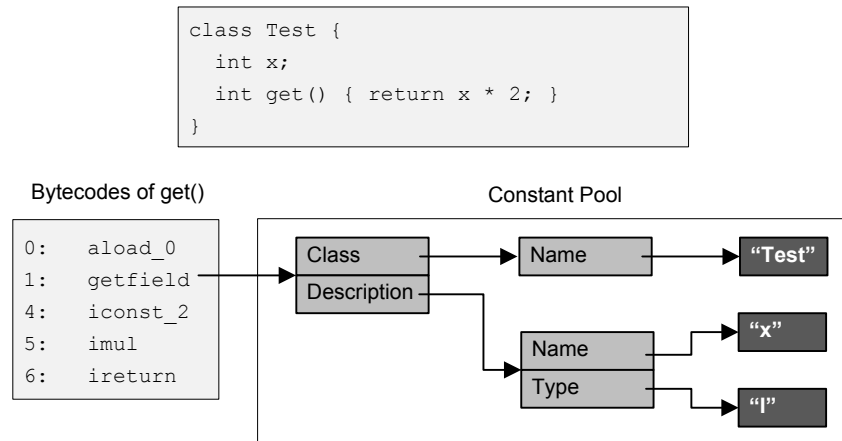 class Test {
int x;
int get() { return x * 2; }
}
Bytecodes of get()
Constant Pool
0: aload_0
1: getfield
4: iconst_2
5: imul
6: ireturn
Class
Description
Name
“Test”
Name
Type
“x”
“I”